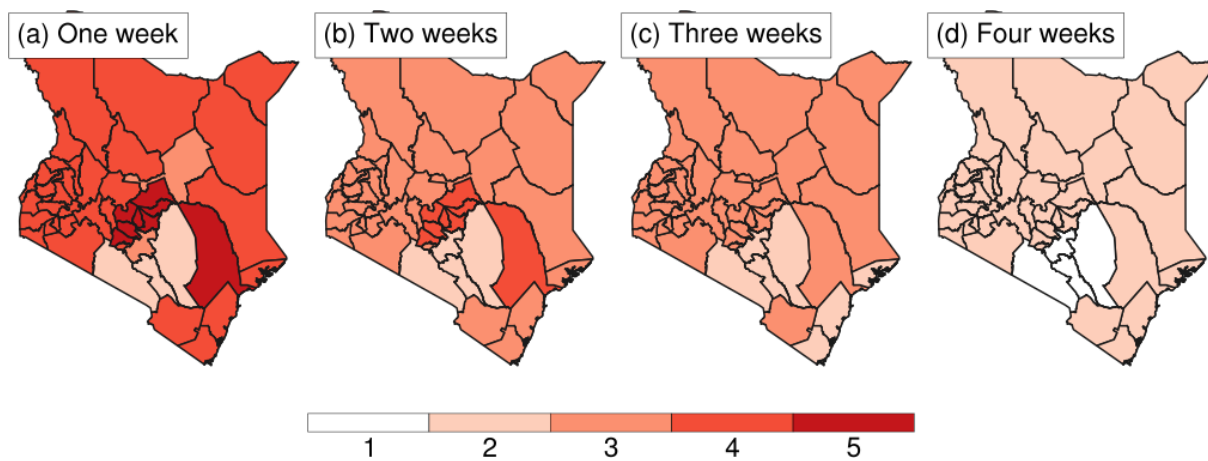 (a) One week
(b) Two weeks
(c) Three weeks
(d) Four weeks
1 2 3 4 5